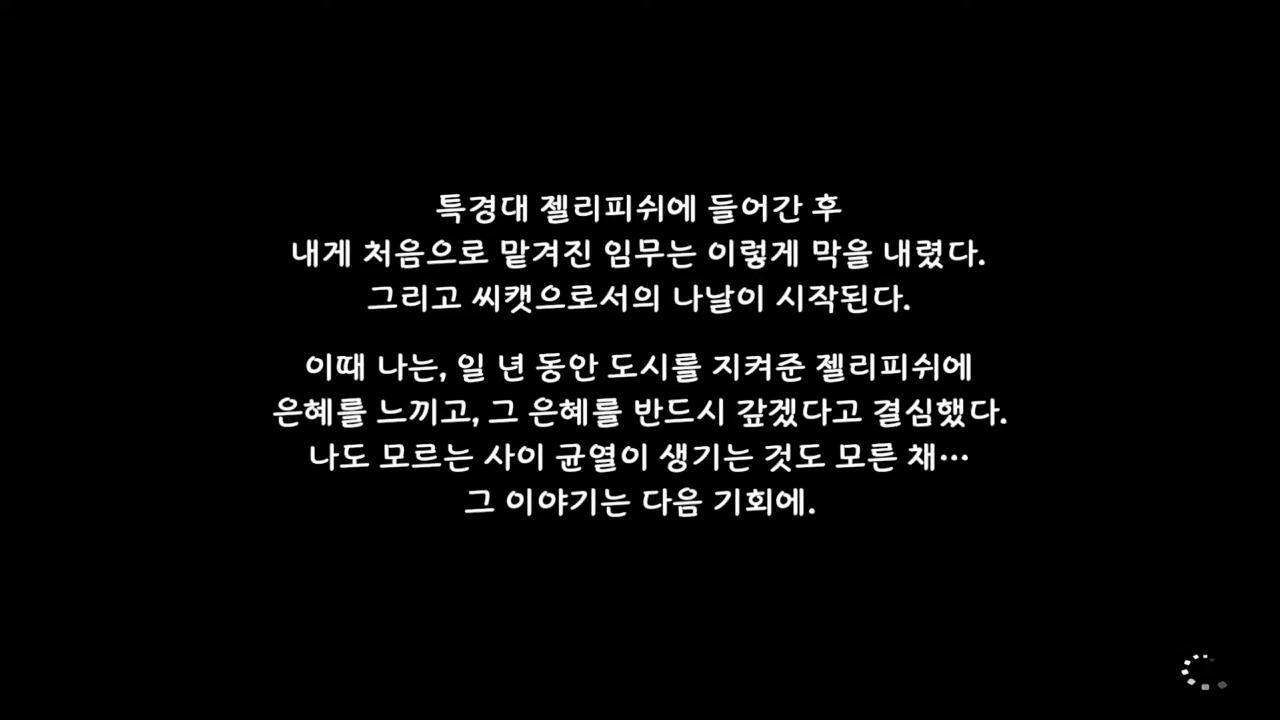 특경대 젤리피쉬에 들어간 후
내게 처음으로 맡겨진 임무는 이렇게 막을 내렸다.
그리고 씨캣으로서의 나날이 시작된다.
이때 나는, 일 년 동안 도시를 지켜준 젤리피쉬에
은혜를 느끼고, 그 은혜를 반드시 갚겠다고 결심했다.
나도 모르는 사이 균열이 생기는 것도 모른 채…
그 이야기는 다음 기회에.